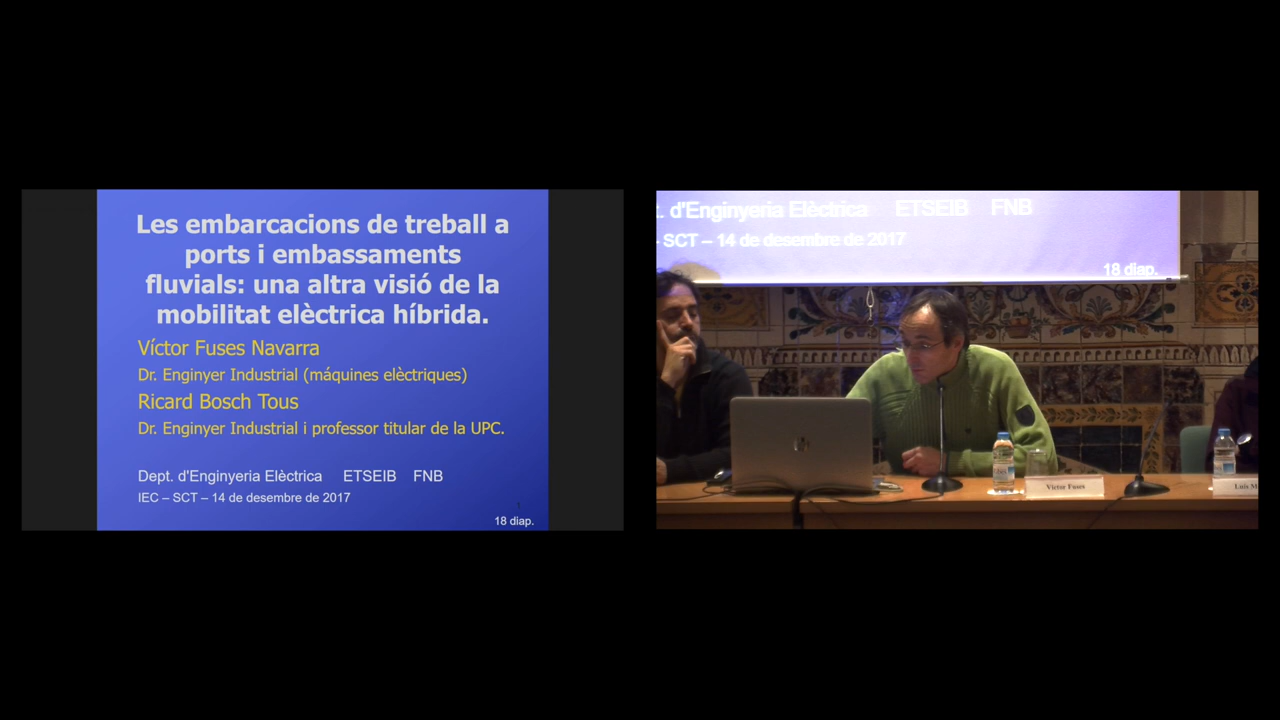 Les embarcacions de treball a
ports i embassaments
fluvials: una altra visió de la
mobilitat elèctrica híbrida.
Víctor Fuses Navarra
Dr. Enginyer Industrial (máquines elèctriques)
Ricard Bosch Tous
Dr. Enginyer Industrial i professor titular de la UPC.
Dept. d'Enginyeria Elèctrica ETSEIB FNB
IEC – SCT – 14 de desembre de 2017
18 diap.
t. d'Enginyeria Elèctrica ETSEIB FNB
- SCT – 14 de desembre de 2017
18 diap.
hp
Víctor Fuses
Luis M